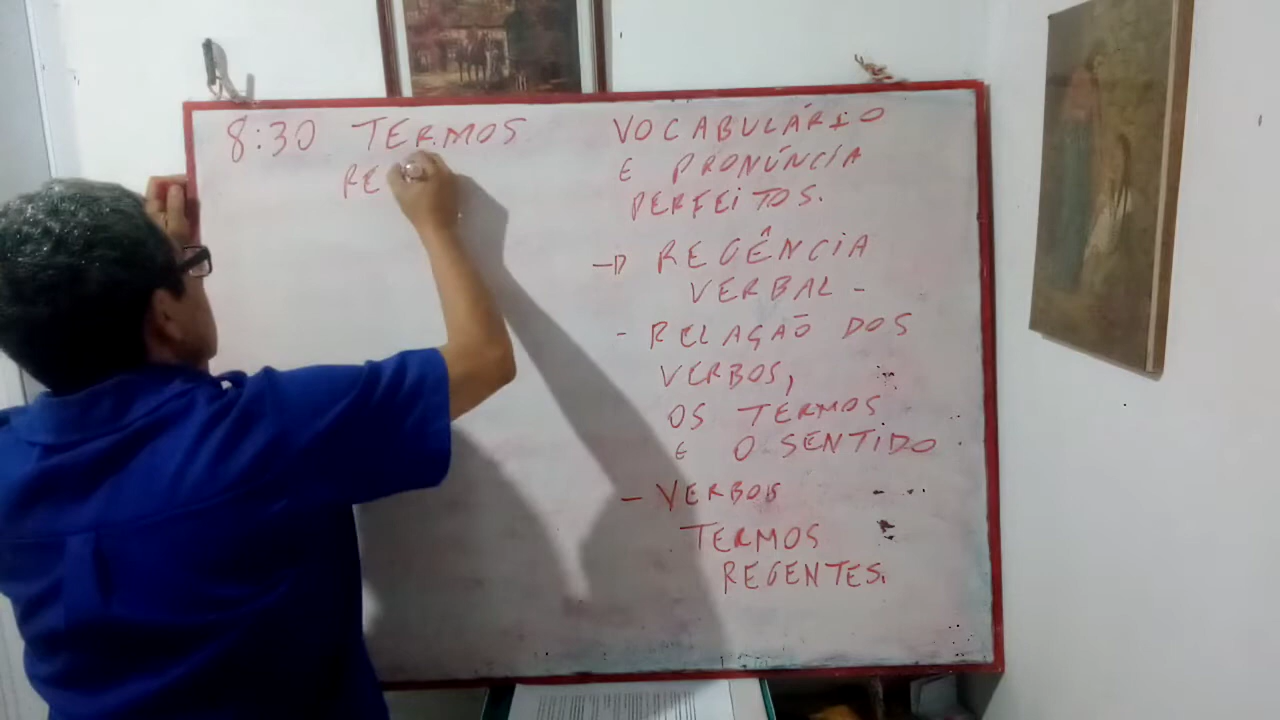 8:30 TERMOS
RE
VOCABULÁRIO
E PRONÚNCIA
PERFEITOS.
REGÊNCIA
VERBAL -
- RELAÇÃO DOS
VERBOS,
OS TERMOS
E O SENTIDO
- VERBOS
TERMOS
REGENTES.